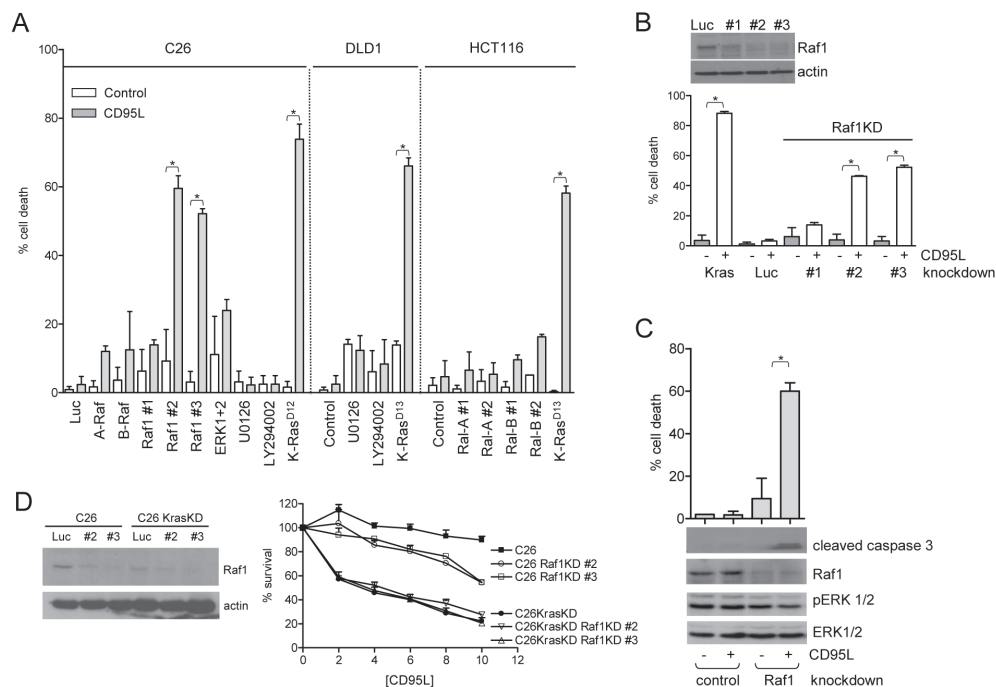 A
C26
DLD1
HCT116
100
80
60
40
20
0
% cell death
Control
CD95L
*
*
*
*
*
Luc
A-Raf
B-Raf
Raf1 #1
Raf1 #2
Raf1 #3
ERK1+2
U0126
LY294002
K-RasD12
Control
U0126
LY294002
K-RasD13
Control
Ral-A #1
Ral-A #2
Ral-B #1
Ral-B #2
K-RasD13
B
Luc #1 #2 #3
Raf1
actin
Raf1KD
100
80
60
40
20
0
% cell death
*
*
*
- + - + - + - + - + CD95L
Kras Luc #1 #2 #3 knockdown
C
80
60
40
20
0
% cell death
*
cleaved caspase 3
Raf1
pERK 1/2
ERK1/2
- + - + CD95L
control Raf1 knockdown
D
C26 C26 KrasKD
Luc #2 #3 Luc #2 #3
Raf1
actin
120
100
80
60
40
20
0
% survival
C26
C26 Raf1KD #2
C26 Raf1KD #3
C26KrasKD
C26KrasKD Raf1KD #2
C26KrasKD Raf1KD #3
0 2 4 6 8 10 12
[CD95L]